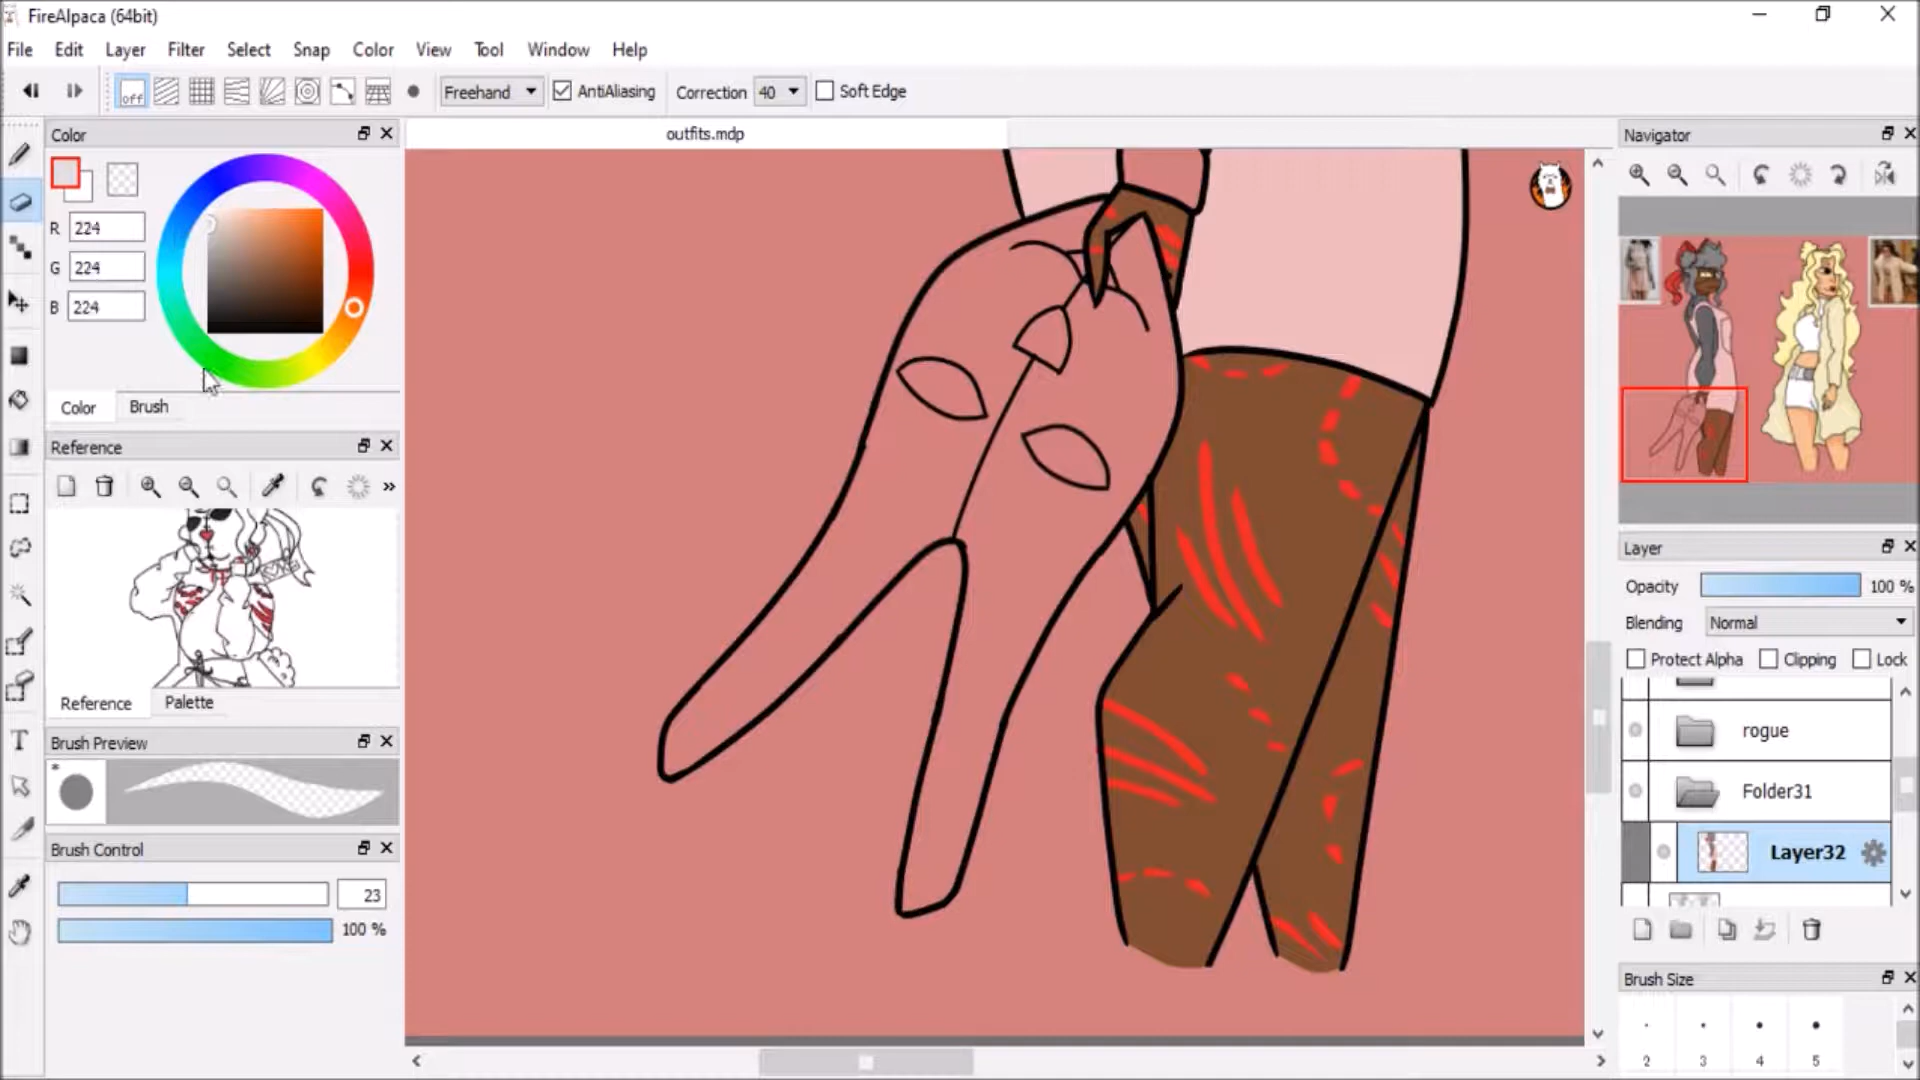 FireAlpaca (64bit)
File Edit Layer Filter Select Snap Color View Tool Window Help
off Freehand AntiAliasing Correction 40 Soft Edge
Color
outfits.mdp
Navigator
R 224
G 224
B 224
Color Brush
Reference
Layer
Opacity 100 %
Blending Normal
Protect Alpha Clipping Lock
Reference Palette
rogue
Brush Preview
*
Folder31
Brush Control
Layer32
23
100 %
Brush Size
2 3 4 5